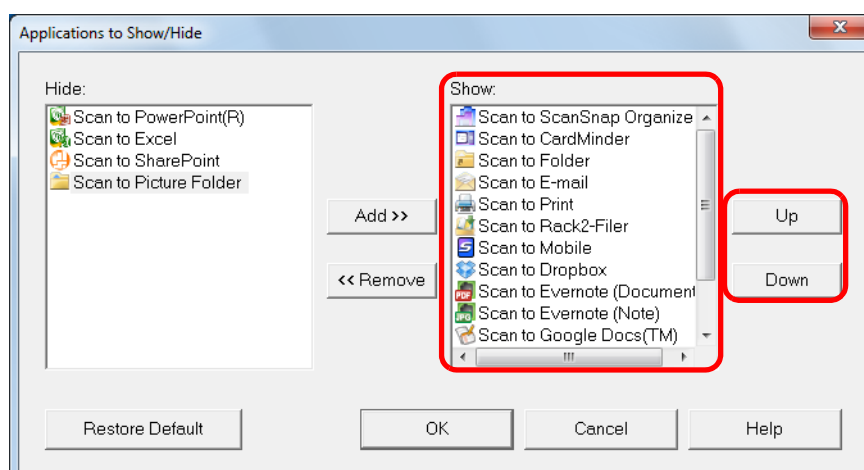 Applications to Show/Hide
Hide:
Scan to PowerPoint(R)
Scan to Excel
Scan to SharePoint
Scan to Picture Folder
Add >>
<< Remove
Show:
Scan to ScanSnap Organize
Scan to CardMinder
Scan to Folder
Scan to E-mail
Scan to Print
Scan to Rack2-Filer
Scan to Mobile
Scan to Dropbox
PDF Scan to Evernote (Document
JPG Scan to Evernote (Note)
Scan to Google Docs(TM)
Up
Down
Restore Default
OK
Cancel
Help